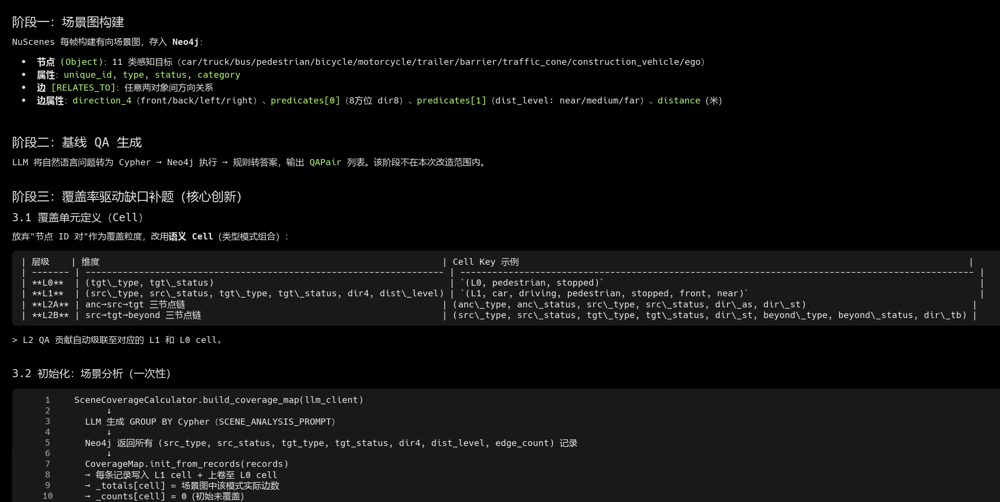 阶段一：场景图构建
NuScenes 每帧构建有向场景图，存入 Neo4j：
• 节点 (Object)：11 类感知目标（car/truck/bus/pedestrian/bicycle/motorcycle/trailer/barrier/traffic_cone/construction_vehicle/ego）
• 属性：unique_id, type, status, category
• 边 [RELATES_TO]：任意两对象间方向关系
• 边属性：direction_4（front/back/left/right）、predicates[0]（8方位 dir8）、predicates[1]（dist_level: near/medium/far）、distance（米）
阶段二：基线 QA 生成
LLM 将自然语言问题转为 Cypher → Neo4j 执行 → 规则转答案，输出 QAPair 列表。该阶段不在本次改造范围内。
阶段三：覆盖率驱动缺口补题（核心创新）
3.1 覆盖单元定义（Cell）
放弃"节点 ID 对"作为覆盖粒度，改用语义 Cell（类型模式组合）：
| 层级 | 维度 | Cell Key 示例 |
| ------- | ------------------------------------------------------------------- | ---------------------------------------------------------------------------------------------- |
| **L0** | (tgt\_type, tgt\_status) | `(L0, pedestrian, stopped)` |
| **L1** | (src\_type, src\_status, tgt\_type, tgt\_status, dir4, dist\_level) | `(L1, car, driving, pedestrian, stopped, front, near)` |
| **L2A** | anc→src→tgt 三节点链 | (anc\_type, anc\_status, src\_type, src\_status, dir\_as, dir\_st) |
| **L2B** | src→tgt→beyond 三节点链 | (src\_type, src\_status, tgt\_type, tgt\_status, dir\_st, beyond\_type, beyond\_status, dir\_tb) |
> L2 QA 贡献自动级联至对应的 L1 和 L0 cell。
3.2 初始化：场景分析（一次性）
1 SceneCoverageCalculator.build_coverage_map(llm_client)
2 ↓
3 LLM 生成 GROUP BY Cypher（SCENE_ANALYSIS_PROMPT）
4 ↓
5 Neo4j 返回所有 (src_type, src_status, tgt_type, tgt_status, dir4, dist_level, edge_count) 记录
6 ↓
7 CoverageMap.init_from_records(records)
8 → 每条记录写入 L1 cell + 上卷至 L0 cell
9 → _totals[cell] = 场景图中该模式实际边数
10 → _counts[cell] = 0（初始未覆盖）